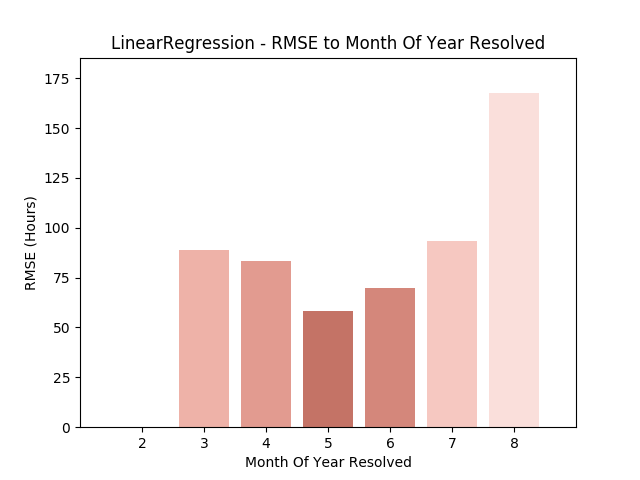 LinearRegression - RMSE to Month Of Year Resolved
175
150
125
100
75
50
25
0
RMSE (Hours)
2 3 4 5 6 7 8
Month Of Year Resolved